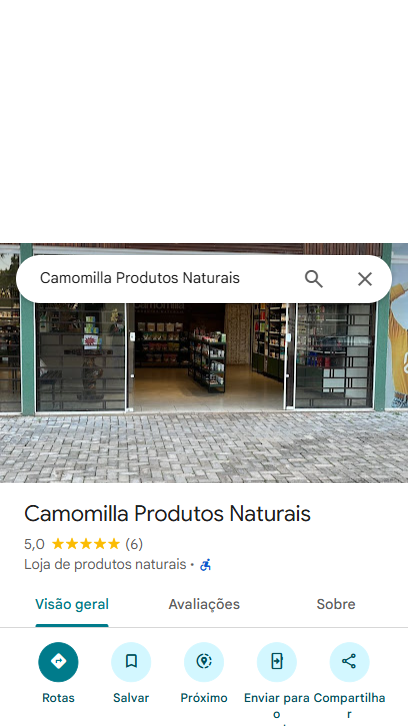 Camomilla Produtos Naturais
Camomilla Produtos Naturais
5,0 (6)
Loja de produtos naturais ·
Visão geral
Avaliações
Sobre
Rotas
Salvar
Próximo
Enviar para o
Compartilhar